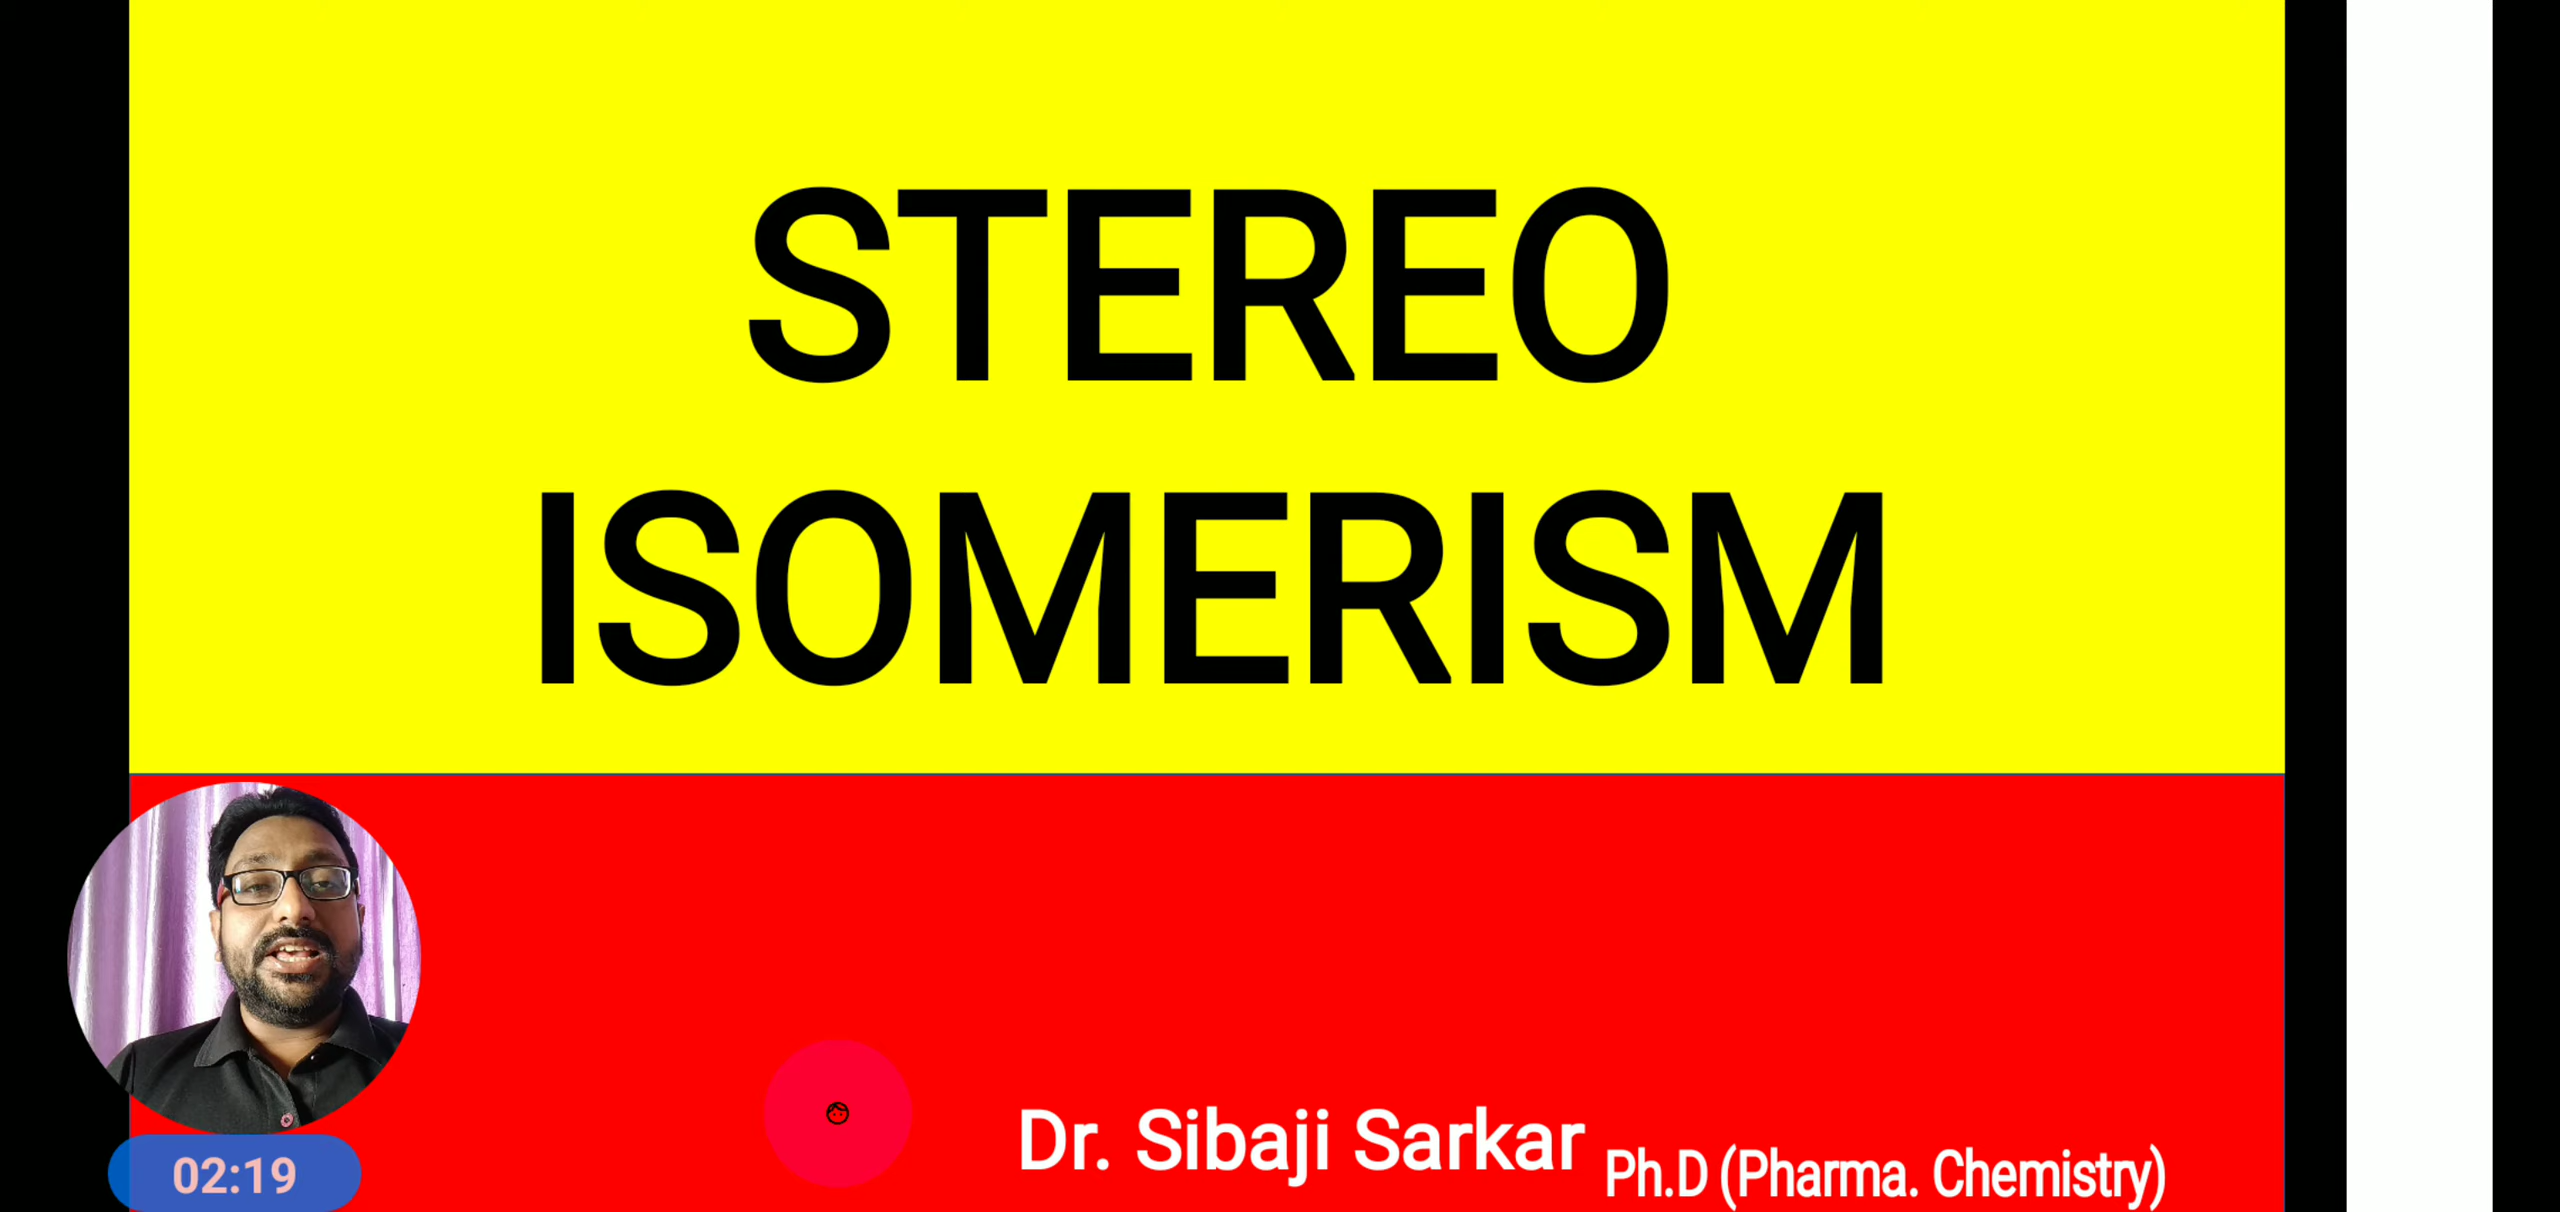 STEREO
ISOMERISM
Dr. Sibaji Sarkar Ph.D (Pharma. Chemistry)
02:19